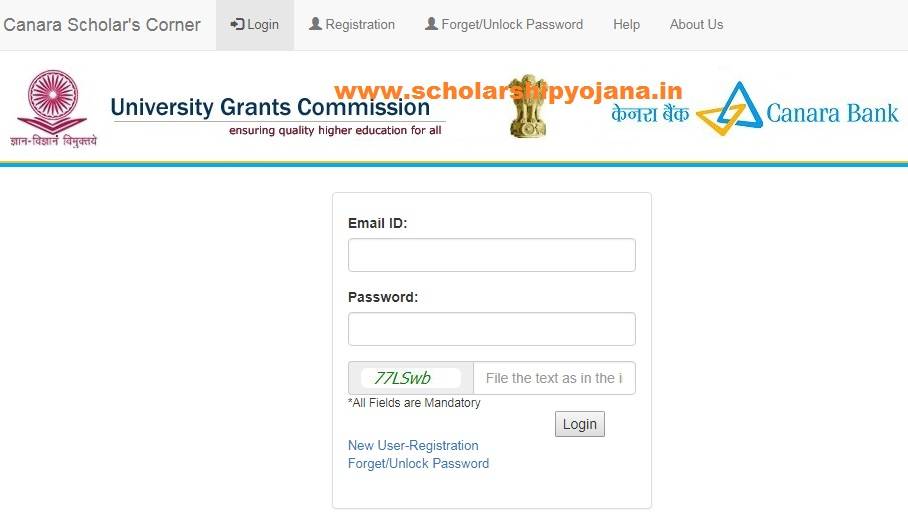 Canara Scholar's Corner Login Registration Forget/Unlock Password Help About Us
www.scholarshipyojana.in
University Grants Commission
ensuring quality higher education for all
ज्ञान-विज्ञानं विमुक्तये
केनरा बैंक Canara Bank
Email ID:
Password:
77LSwb File the text as in the i
*All Fields are Mandatory
Login
New User-Registration
Forget/Unlock Password